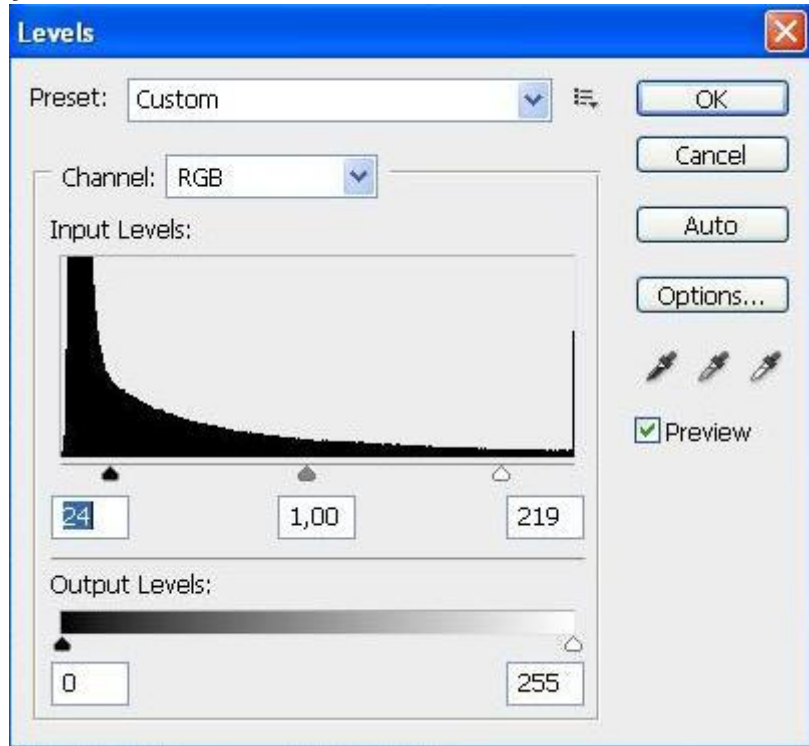 Levels
Preset: Custom
OK
Cancel
Channel: RGB
Auto
Input Levels:
Options...
Preview
24 1,00 219
Output Levels:
0 255